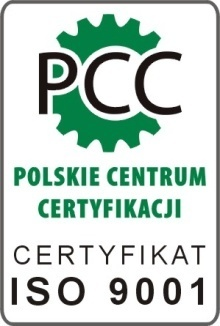 PCC
POLSKIE CENTRUM
CERTYFIKACJI
CERTYFIKAT
ISO 9001